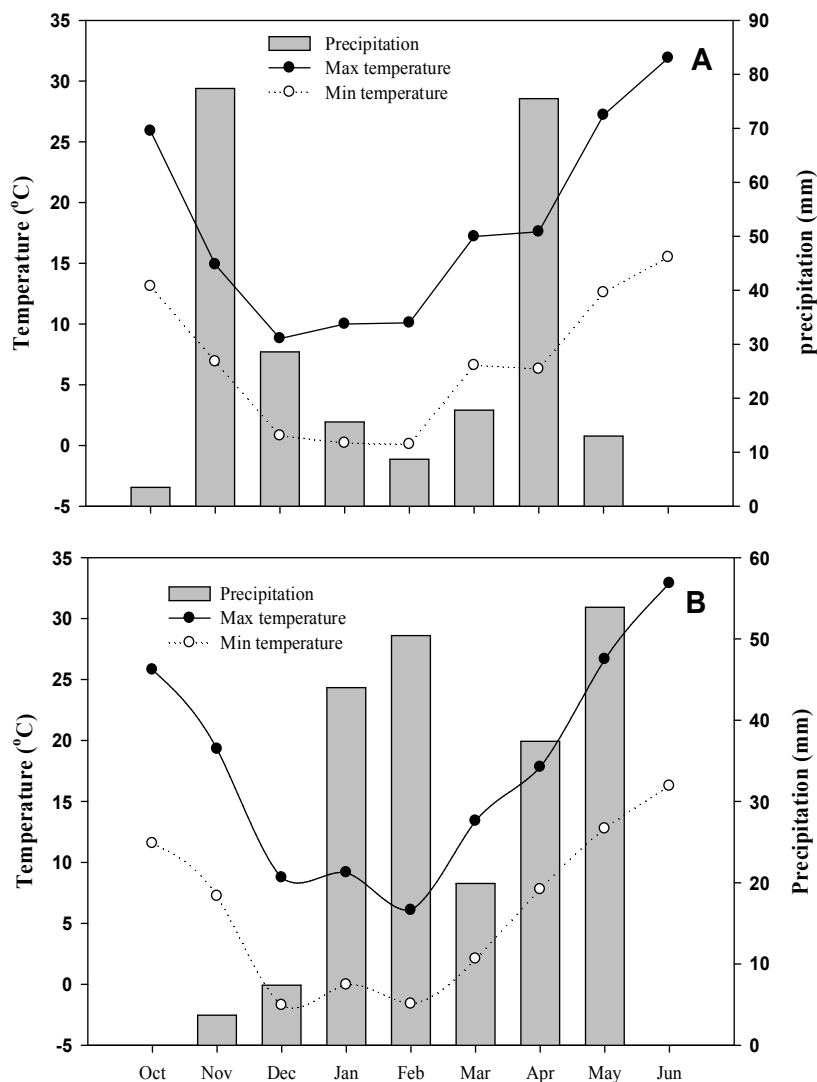 35
30
25
20
15
10
5
0
-5
Temperature (°C)
Precipitation
Max temperature
Min temperature
A
90
80
70
60
50
40
30
20
10
0
precipitation (mm)
35
30
25
20
15
10
5
0
-5
Temperature (°C)
Precipitation
Max temperature
Min temperature
B
60
50
40
30
20
10
0
Precipitation (mm)
Oct Nov Dec Jan Feb Mar Apr May Jun